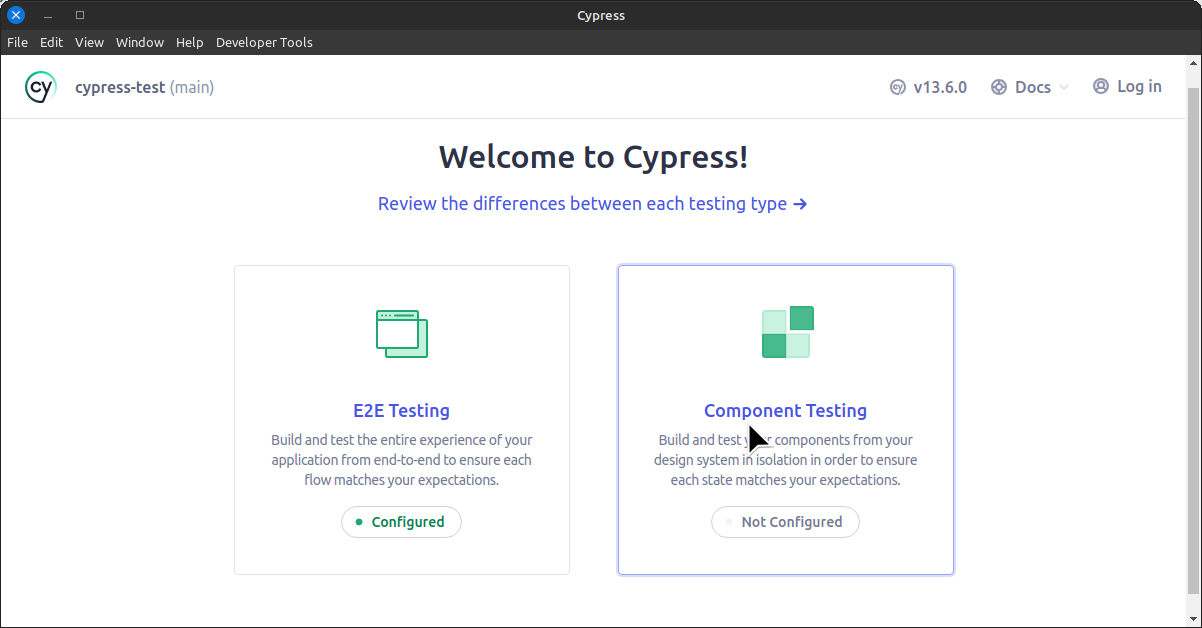 Cypress
File Edit View Window Help Developer Tools
cy cypress-test (main) v13.6.0 Docs Log in
Welcome to Cypress!
Review the differences between each testing type →
E2E Testing
Build and test the entire experience of your
application from end-to-end to ensure each
flow matches your expectations.
Configured
Component Testing
Build and test components from your
design system in isolation in order to ensure
each state matches your expectations.
Not Configured